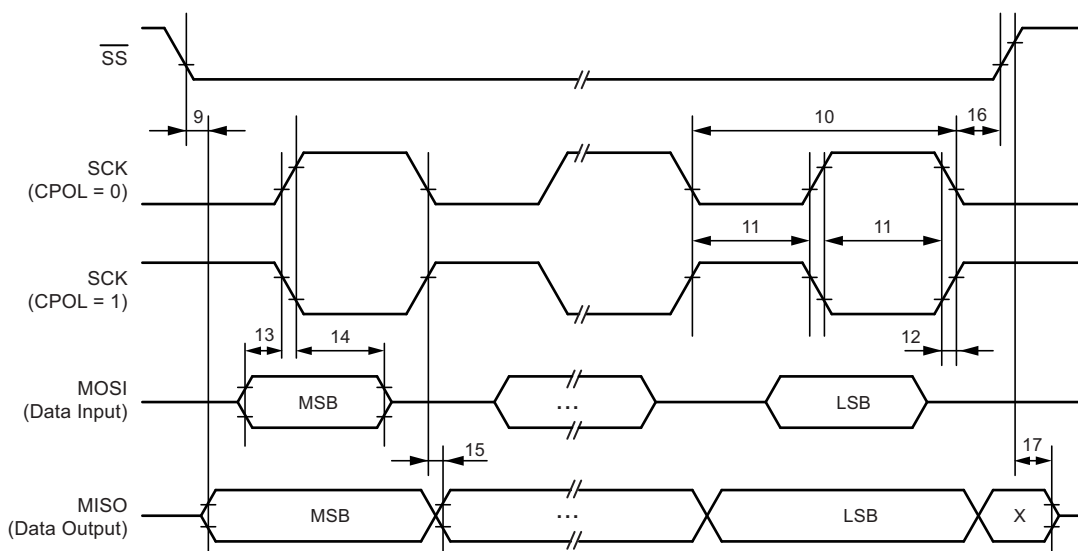 SS
9
10
16
SCK
(CPOL = 0)
11
11
SCK
(CPOL = 1)
13
14
12
MOSI
(Data Input)
MSB
...
LSB
15
17
MISO
(Data Output)
MSB
...
LSB
X